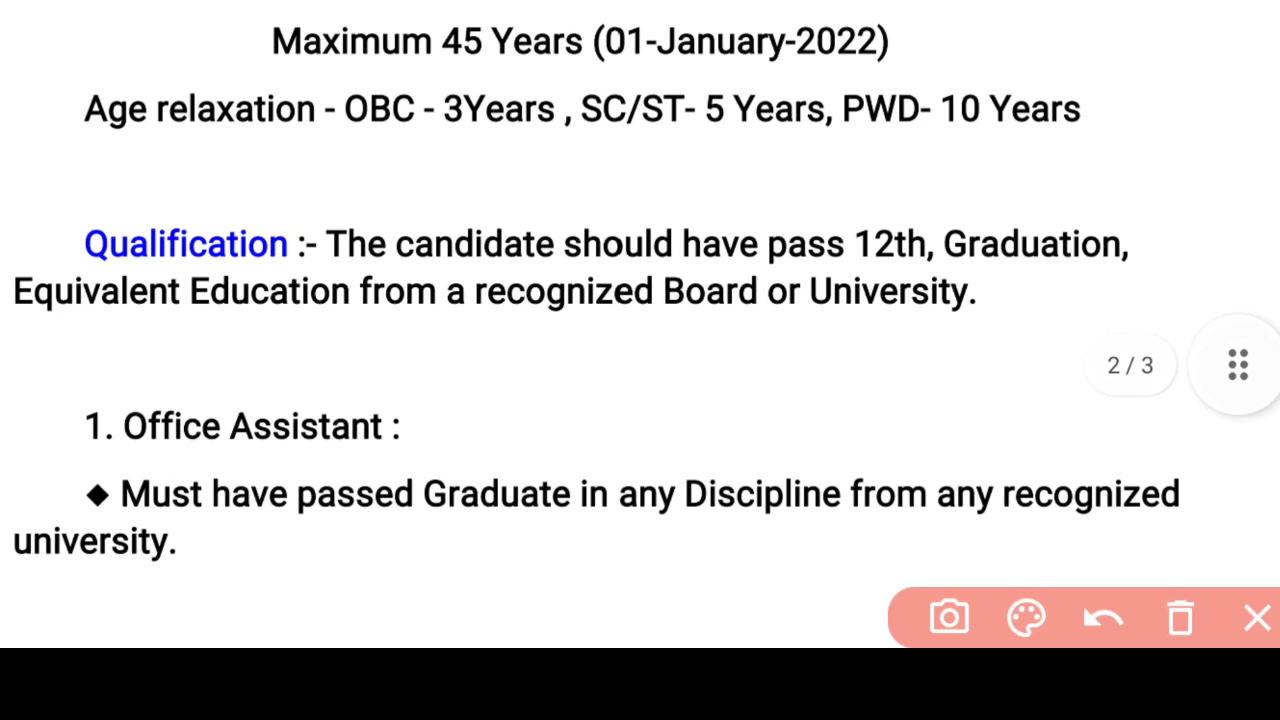 Maximum 45 Years (01-January-2022)
Age relaxation - OBC - 3Years , SC/ST- 5 Years, PWD- 10 Years
Qualification :- The candidate should have pass 12th, Graduation,
Equivalent Education from a recognized Board or University.
2 / 3
1. Office Assistant :
◆ Must have passed Graduate in any Discipline from any recognized
university.